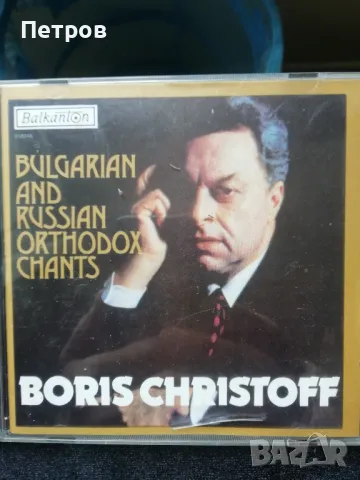 Петров
Balkanton
BULGARIAN
AND
RUSSIAN
ORTHODOX
CHANTS
BORIS CHRISTOFF
BAZAR